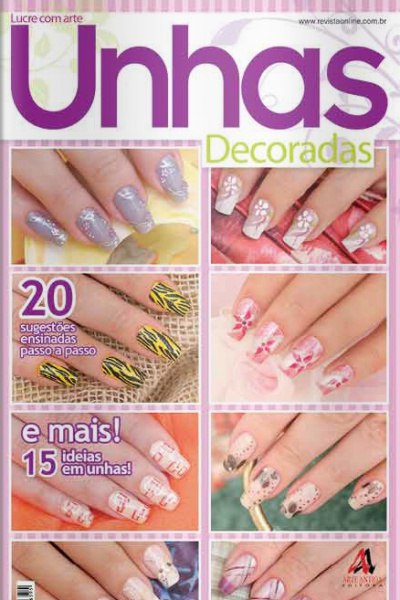 Lucre com arte
www.revistaonline.com.br
Unhas
Decoradas
20
sugestões
ensinadas
passo a passo
e mais!
15 ideias
em unhas!
EDITORA